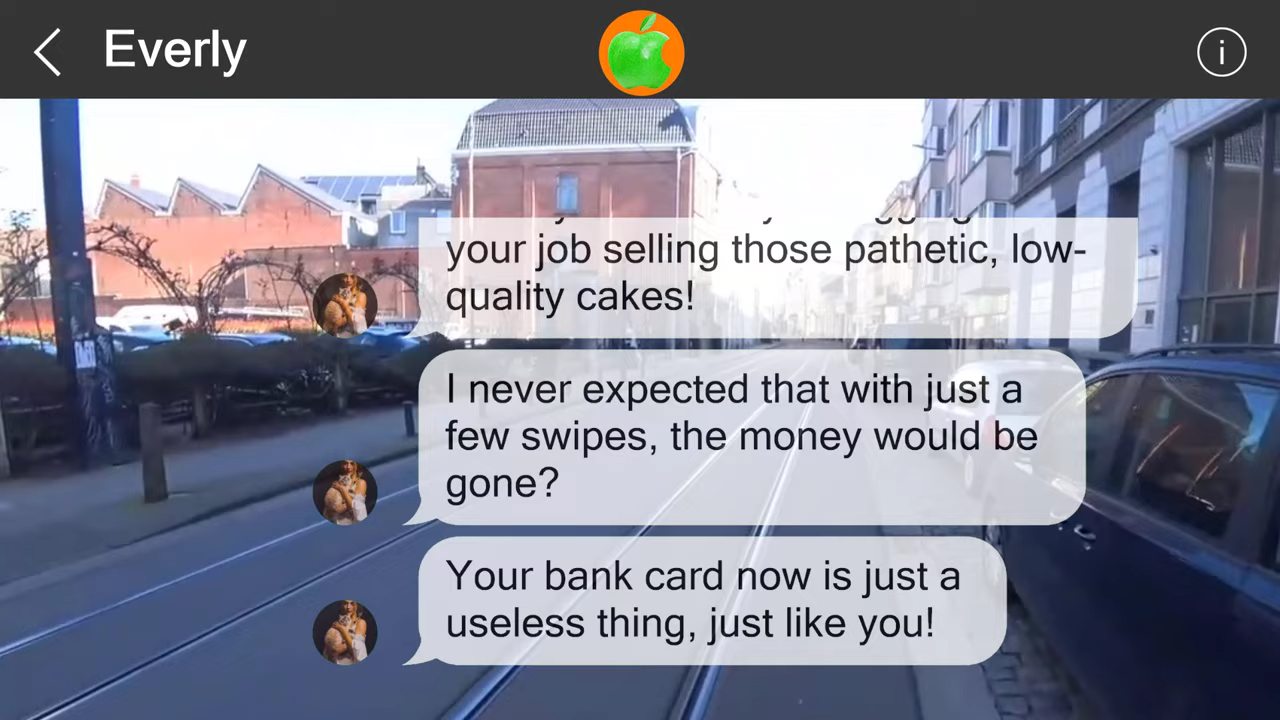 Everly
your job selling those pathetic, low-
quality cakes!
I never expected that with just a
few swipes, the money would be
gone?
Your bank card now is just a
useless thing, just like you!